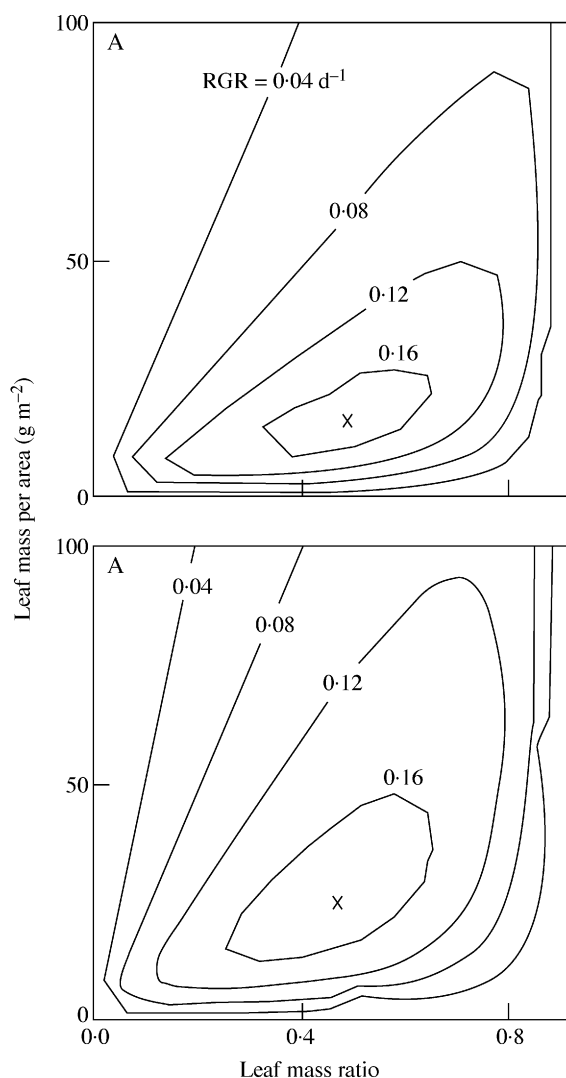 100
A
RGR = 0·04 d⁻¹
0·08
50
0·12
0·16
X
0
Leaf mass per area (g m⁻²)
100
A
0·04
0·08
0·12
50
0·16
X
0
0·0
0·4
0·8
Leaf mass ratio